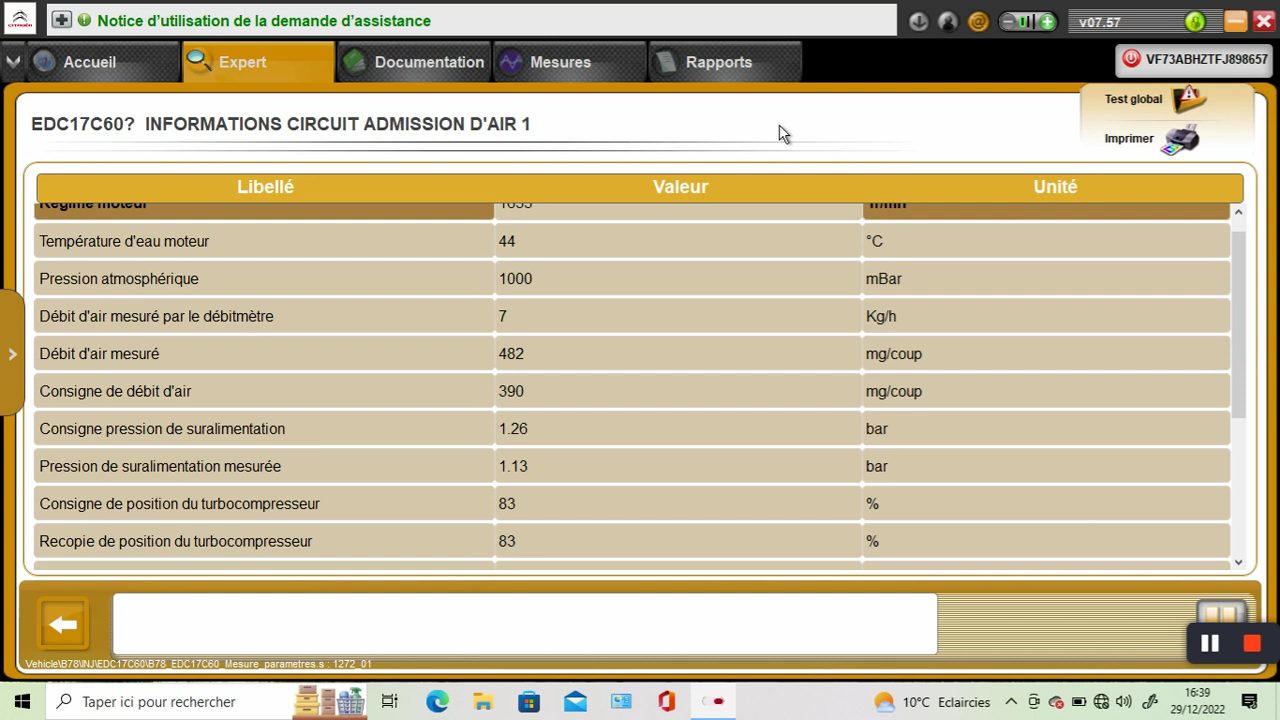 Notice d'utilisation de la demande d'assistance
v07.57
CITROËN
Accueil
Expert
Documentation
Mesures
Rapports
VF73ABHZTFJ898657
Test global
Imprimer
EDC17C60? INFORMATIONS CIRCUIT ADMISSION D'AIR 1
Libellé Valeur Unité
Régime moteur tr/mn
Température d'eau moteur 44 °C
Pression atmosphérique 1000 mBar
Débit d'air mesuré par le débitmètre 7 Kg/h
Débit d'air mesuré 482 mg/coup
Consigne de débit d'air 390 mg/coup
Consigne pression de suralimentation 1.26 bar
Pression de suralimentation mesurée 1.13 bar
Consigne de position du turbocompresseur 83 %
Recopie de position du turbocompresseur 83 %
Vehicle\B78\INJ\EDC17C60\B78_EDC17C60_Mesure_parametres.s : 1272_01
Taper ici pour rechercher
10°C Eclaircies
16:39
29/12/2022